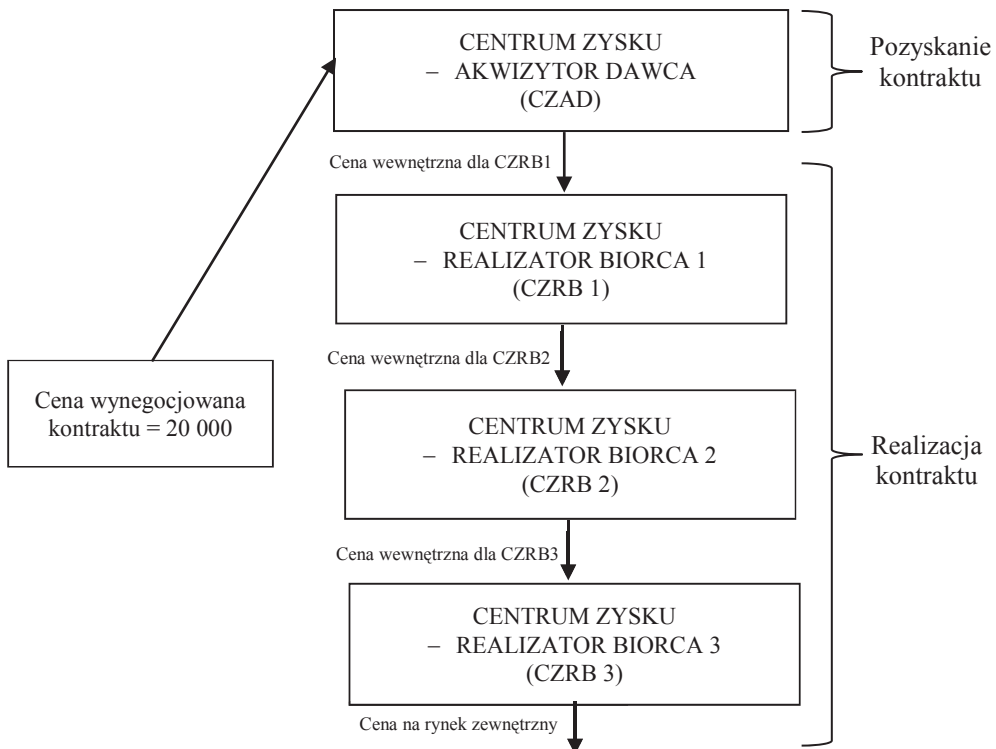 CENTRUM ZYSKU
– AKWIZYTOR DAWCA
(CZAD)
Pozyskanie
kontraktu
Cena wewnętrzna dla CZRB1
CENTRUM ZYSKU
– REALIZATOR BIORCA 1
(CZRB 1)
Cena wewnętrzna dla CZRB2
Cena wynegocjowana
kontraktu = 20 000
CENTRUM ZYSKU
– REALIZATOR BIORCA 2
(CZRB 2)
Realizacja
kontraktu
Cena wewnętrzna dla CZRB3
CENTRUM ZYSKU
– REALIZATOR BIORCA 3
(CZRB 3)
Cena na rynek zewnętrzny